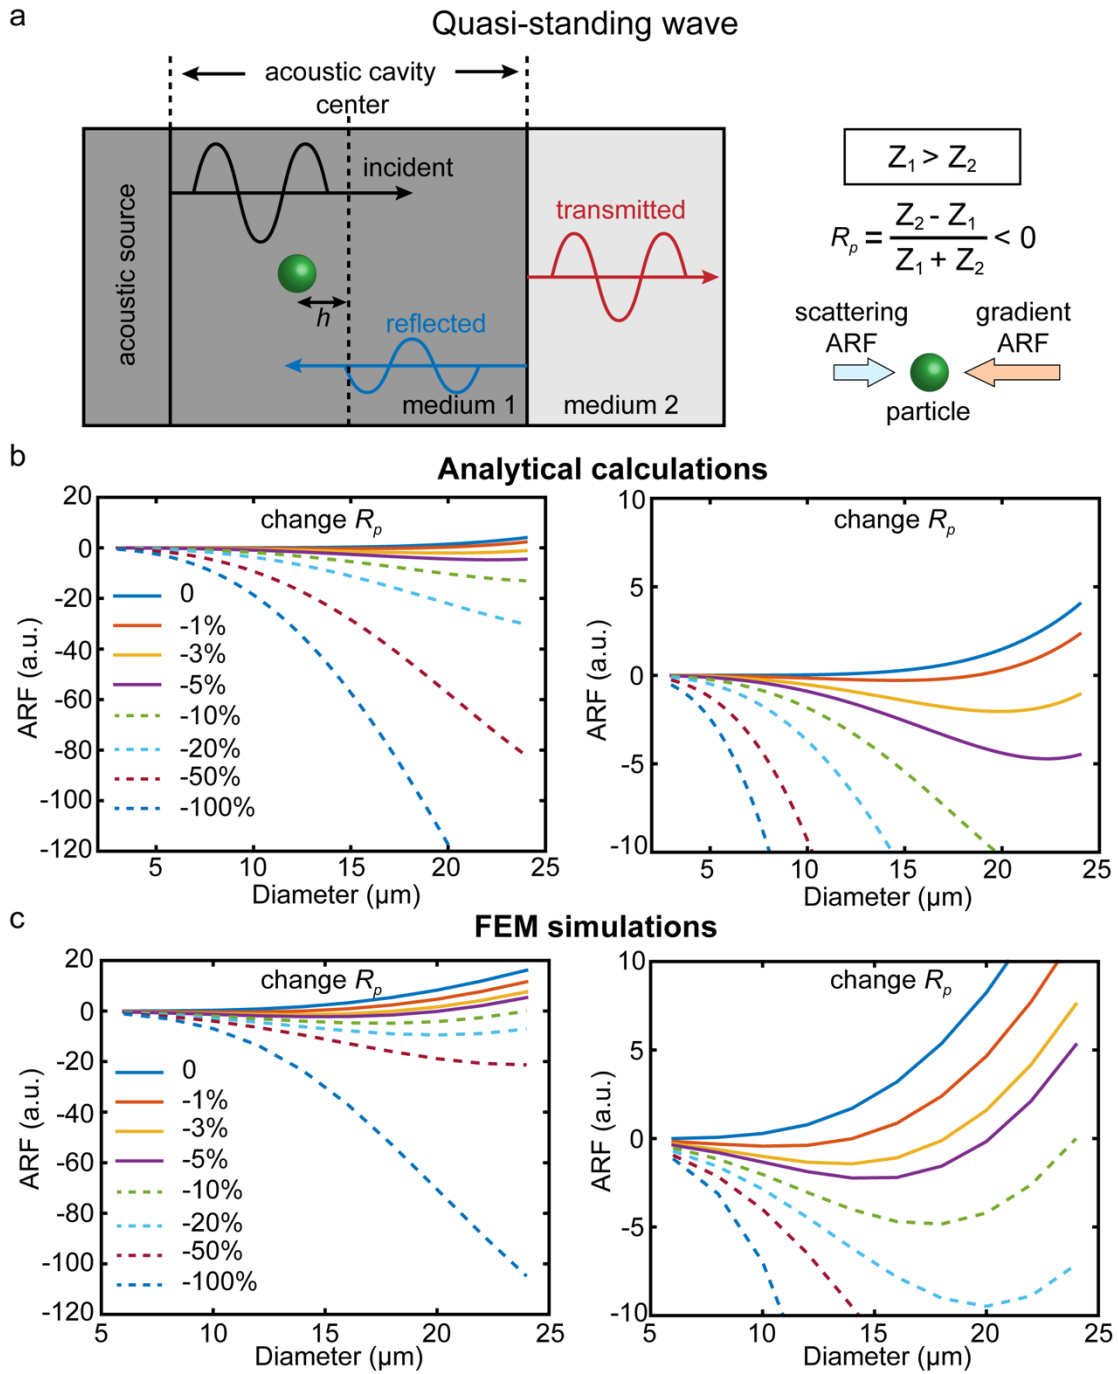 a
Quasi-standing wave
acoustic cavity
center
acoustic source
incident
h
reflected
medium 1
transmitted
medium 2
Z1 > Z2
Rp = (Z2 - Z1) / (Z1 + Z2) < 0
scattering ARF
gradient ARF
particle
b
Analytical calculations
change Rp
ARF (a.u.)
20
0
-20
-40
-60
-80
-100
-120
0
-1%
-3%
-5%
-10%
-20%
-50%
-100%
5 10 15 20 25
Diameter (µm)
change Rp
ARF (a.u.)
10
5
0
-5
-10
5 10 15 20 25
Diameter (µm)
c
FEM simulations
change Rp
ARF (a.u.)
20
0
-20
-40
-60
-80
-100
-120
0
-1%
-3%
-5%
-10%
-20%
-50%
-100%
5 10 15 20 25
Diameter (µm)
change Rp
ARF (a.u.)
10
5
0
-5
-10
5 10 15 20 25
Diameter (µm)